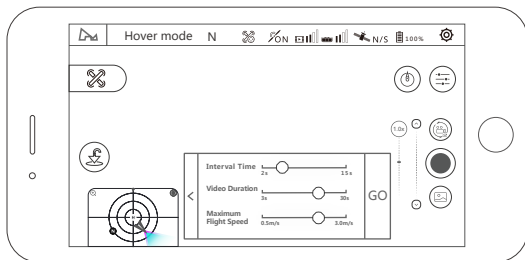 Hover mode N ON N/S 100%
1.0x
Interval Time 2s 15s
Video Duration 3s 30s
Maximum
Flight Speed 0.5m/s 3.0m/s
GO